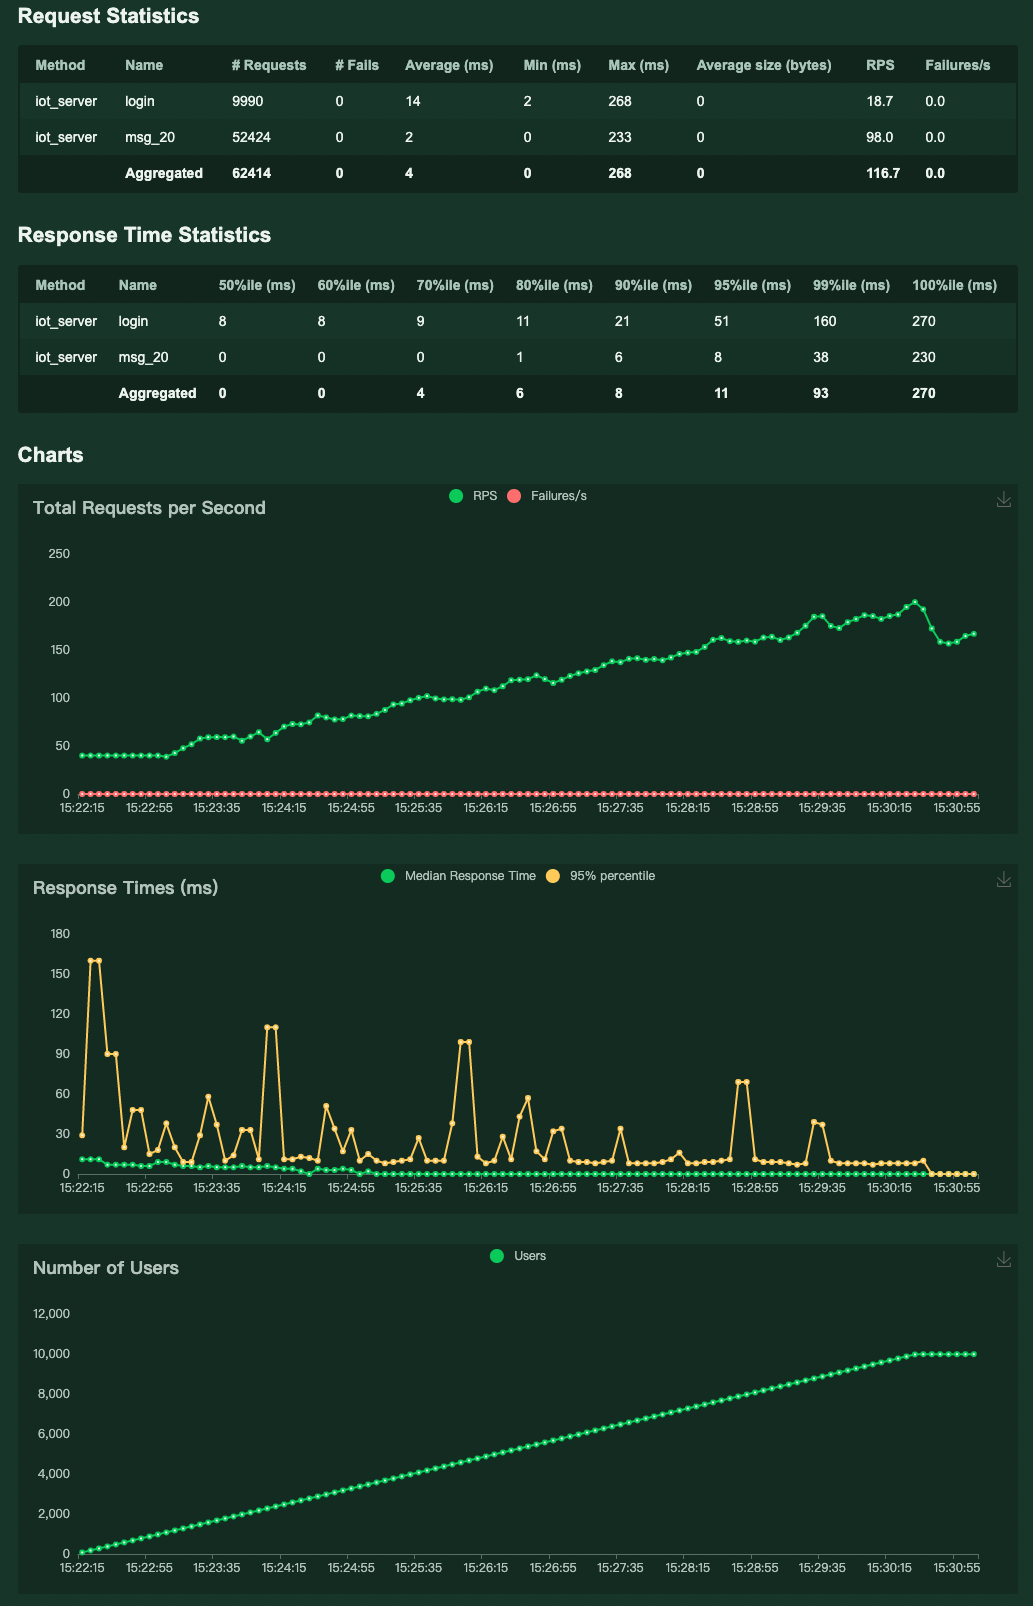 Request Statistics
Method Name # Requests # Fails Average (ms) Min (ms) Max (ms) Average size (bytes) RPS Failures/s
iot_server login 9990 0 14 2 268 0 18.7 0.0
iot_server msg_20 52424 0 2 0 233 0 98.0 0.0
Aggregated 62414 0 4 0 268 0 116.7 0.0
Response Time Statistics
Method Name 50%ile (ms) 60%ile (ms) 70%ile (ms) 80%ile (ms) 90%ile (ms) 95%ile (ms) 99%ile (ms) 100%ile (ms)
iot_server login 8 8 9 11 21 51 160 270
iot_server msg_20 0 0 0 1 6 8 38 230
Aggregated 0 0 4 6 8 11 93 270
Charts
RPS Failures/s
Total Requests per Second
250
200
150
100
50
0
15:22:15 15:22:55 15:23:35 15:24:15 15:24:55 15:25:35 15:26:15 15:26:55 15:27:35 15:28:15 15:28:55 15:29:35 15:30:15 15:30:55
Median Response Time 95% percentile
Response Times (ms)
180
150
120
90
60
30
0
15:22:15 15:22:55 15:23:35 15:24:15 15:24:55 15:25:35 15:26:15 15:26:55 15:27:35 15:28:15 15:28:55 15:29:35 15:30:15 15:30:55
Users
Number of Users
12,000
10,000
8,000
6,000
4,000
2,000
0
15:22:15 15:22:55 15:23:35 15:24:15 15:24:55 15:25:35 15:26:15 15:26:55 15:27:35 15:28:15 15:28:55 15:29:35 15:30:15 15:30:55